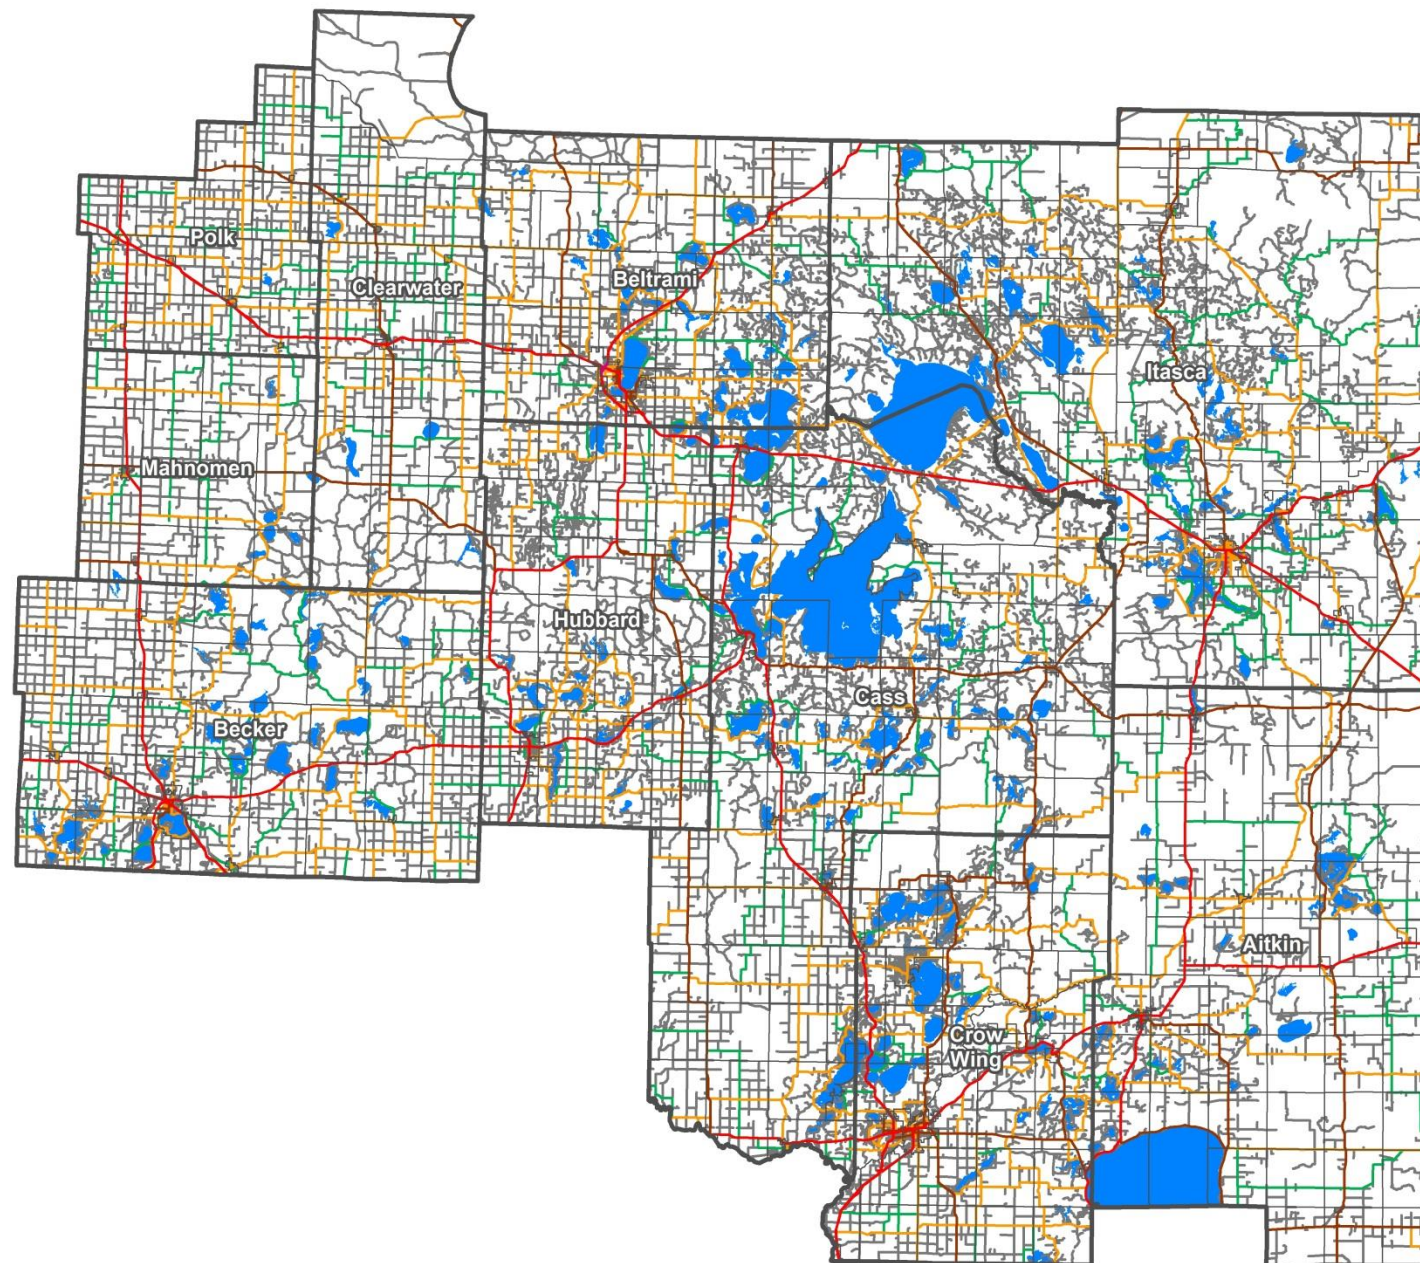 Polk
Clearwater
Beltrami
Itasca
Mahnomen
Hubbard
Cass
Becker
Aitkin
Crow
Wing